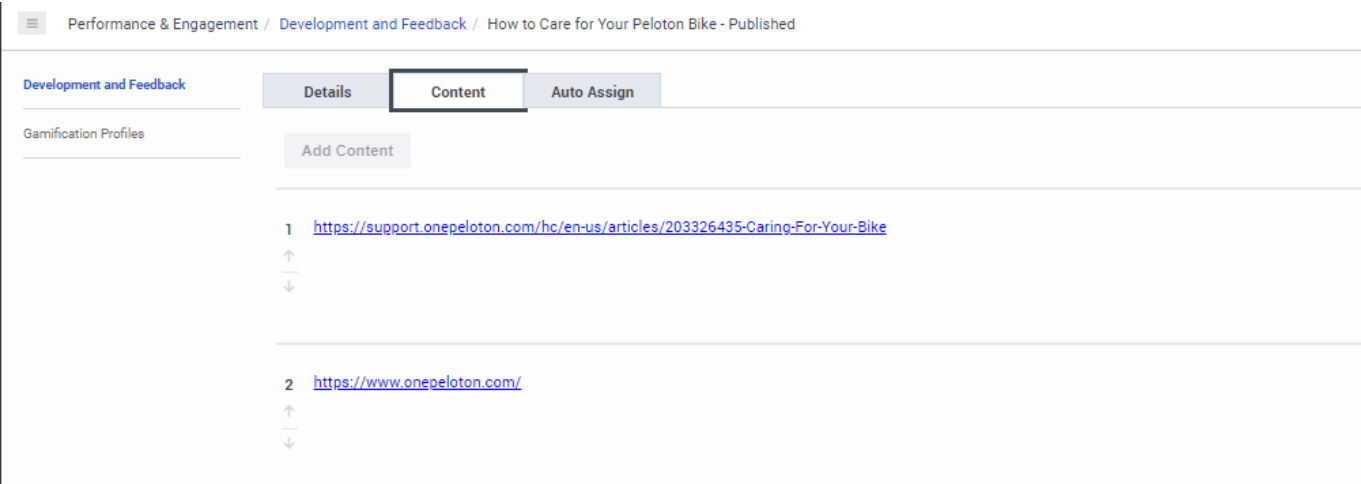 Performance & Engagement / Development and Feedback / How to Care for Your Peloton Bike - Published
Development and Feedback
Gamification Profiles
Details Content Auto Assign
Add Content
1 https://support.onepeloton.com/hc/en-us/articles/203326435-Caring-For-Your-Bike
2 https://www.onepeloton.com/